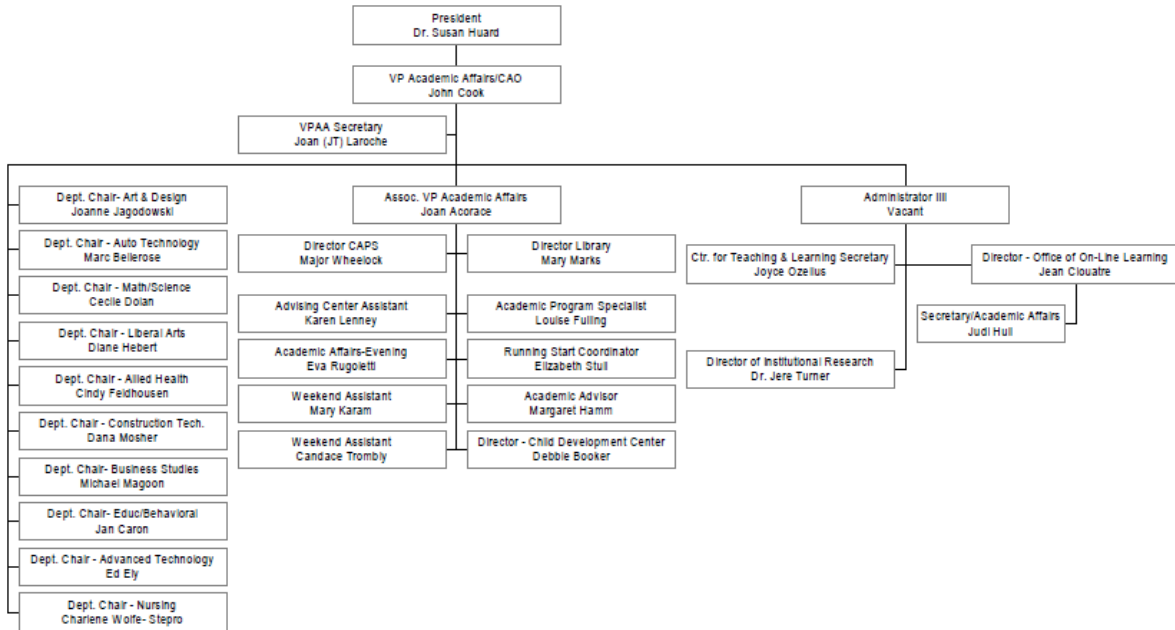 President
Dr. Susan Huard
VP Academic Affairs/CAO
John Cook
VPAA Secretary
Joan (JT) Laroche
Dept. Chair- Art & Design
Joanne Jagodowski
Dept. Chair - Auto Technology
Marc Bellerose
Dept. Chair - Math/Science
Cecile Dolan
Dept. Chair - Liberal Arts
Diane Hebert
Dept. Chair - Allied Health
Cindy Feldhousen
Dept. Chair - Construction Tech.
Dana Mosher
Dept. Chair- Business Studies
Michael Magoon
Dept. Chair- Educ/Behavioral
Jan Caron
Dept. Chair - Advanced Technology
Ed Ely
Dept. Chair - Nursing
Charlene Wolfe- Stepro
Assoc. VP Academic Affairs
Joan Acorace
Director CAPS
Major Wheelock
Director Library
Mary Marks
Advising Center Assistant
Karen Lenney
Academic Program Specialist
Louise Fuling
Academic Affairs-Evening
Eva Rugoletti
Running Start Coordinator
Elizabeth Stull
Weekend Assistant
Mary Karam
Academic Advisor
Margaret Hamm
Weekend Assistant
Candace Trombly
Director - Child Development Center
Debbie Booker
Administrator IIII
Vacant
Ctr. for Teaching & Learning Secretary
Joyce Ozelius
Director - Office of On-Line Learning
Jean Clouatre
Secretary/Academic Affairs
Judi Hull
Director of Institutional Research
Dr. Jere Turner